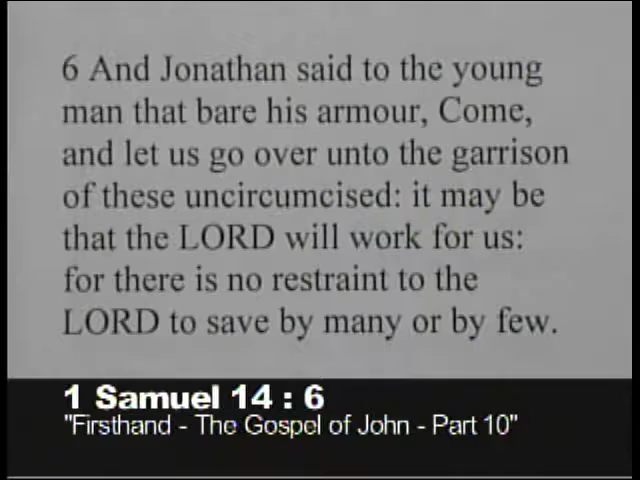 6 And Jonathan said to the young
man that bare his armour, Come,
and let us go over unto the garrison
of these uncircumcised: it may be
that the LORD will work for us:
for there is no restraint to the
LORD to save by many or by few.
1 Samuel 14 : 6
"Firsthand - The Gospel of John - Part 10"